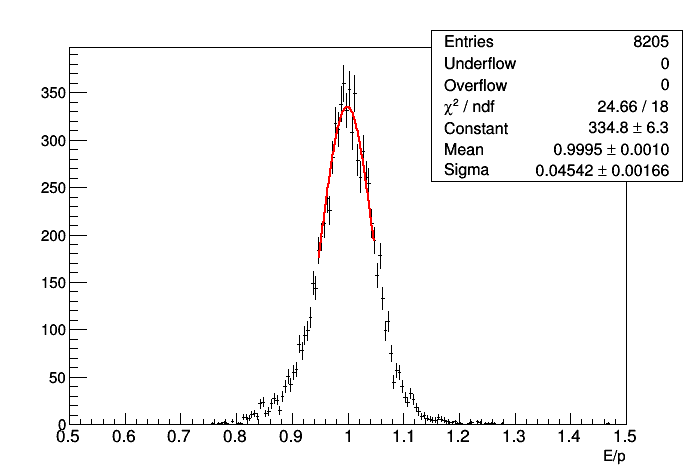 Entries 8205
Underflow 0
Overflow 0
χ² / ndf 24.66 / 18
Constant 334.8 ± 6.3
Mean 0.9995 ± 0.0010
Sigma 0.04542 ± 0.00166
350
300
250
200
150
100
50
0
0.5 0.6 0.7 0.8 0.9 1 1.1 1.2 1.3 1.4 1.5
E/p